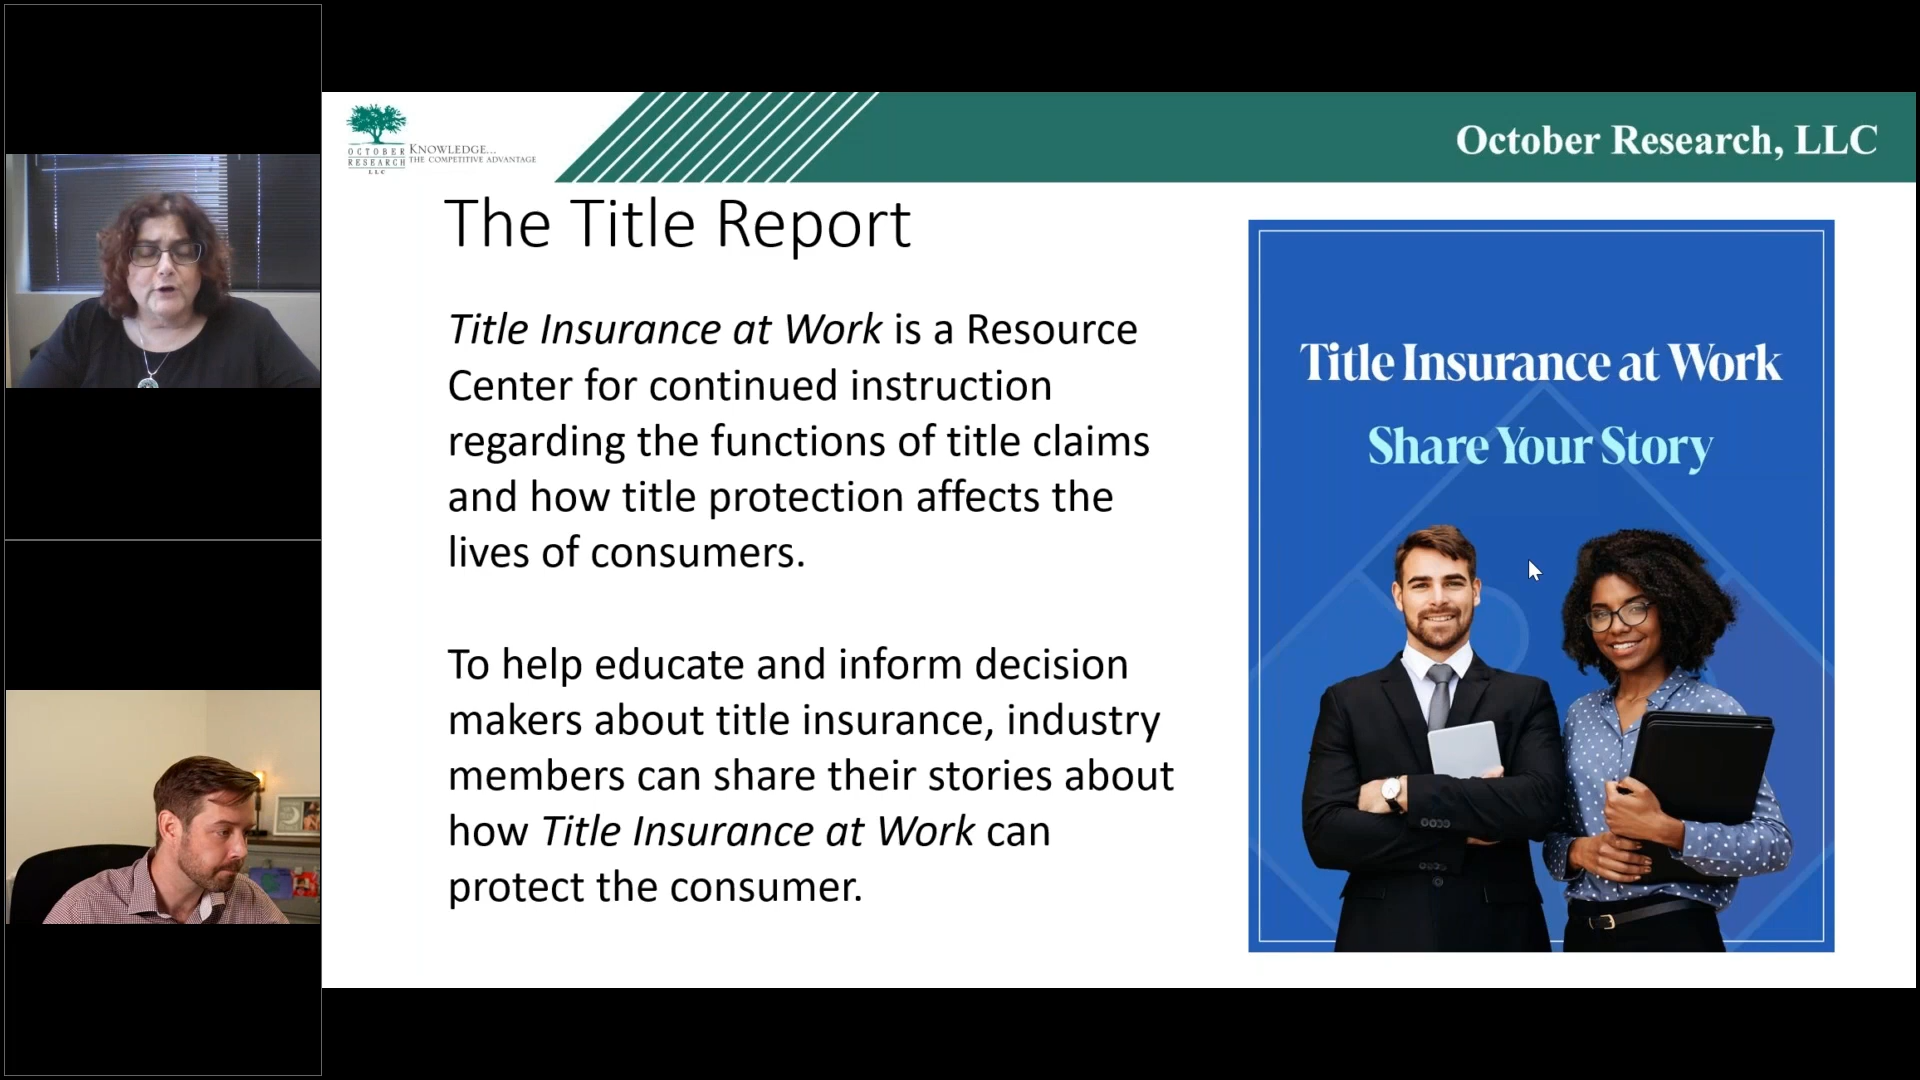 OCTOBER
RESEARCH
LLC
KNOWLEDGE...
THE COMPETITIVE ADVANTAGE
October Research, LLC
The Title Report
Title Insurance at Work is a Resource
Center for continued instruction
regarding the functions of title claims
and how title protection affects the
lives of consumers.
To help educate and inform decision
makers about title insurance, industry
members can share their stories about
how Title Insurance at Work can
protect the consumer.
Title Insurance at Work
Share Your Story